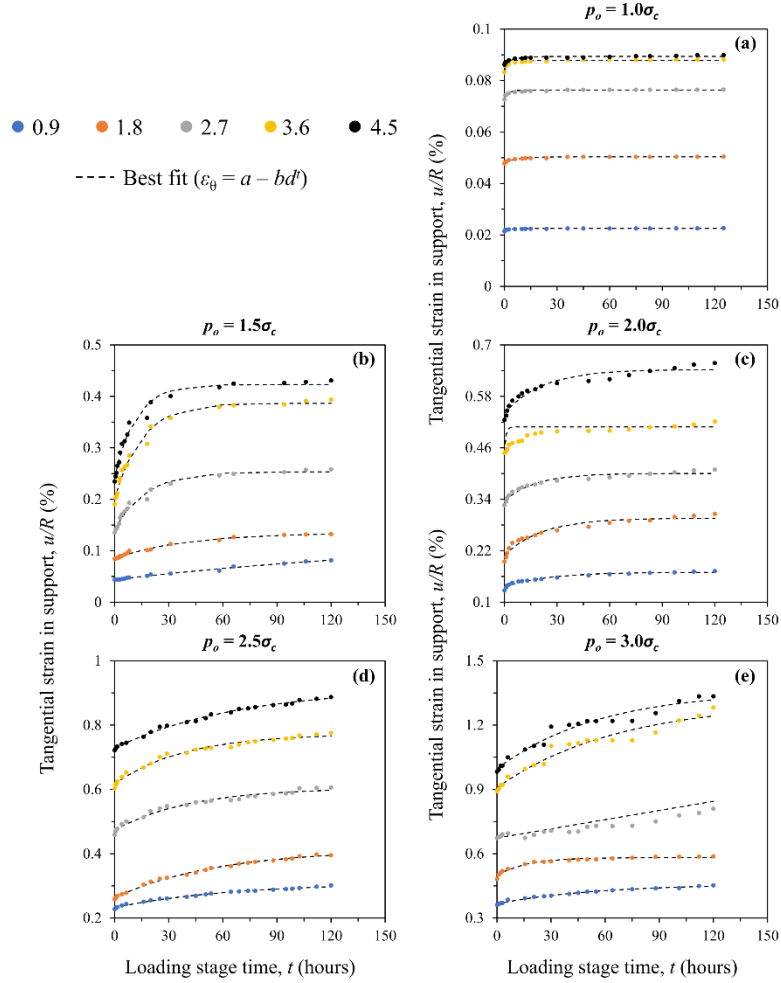 pₒ = 1.0σ𝒸
(a)
0.9 1.8 2.7 3.6 4.5
Best fit (εθ = a – bdᵗ)
Tangential strain in support, u/R (%)
0.1
0.08
0.06
0.04
0.02
0
0 30 60 90 120 150
pₒ = 1.5σ𝒸
(b)
Tangential strain in support, u/R (%)
0.5
0.4
0.3
0.2
0.1
0
0 30 60 90 120 150
pₒ = 2.0σ𝒸
(c)
Tangential strain in support, u/R (%)
0.7
0.58
0.46
0.34
0.22
0.1
0 30 60 90 120 150
pₒ = 2.5σ𝒸
(d)
1
0.8
0.6
0.4
0.2
0 30 60 90 120 150
Loading stage time, t (hours)
pₒ = 3.0σ𝒸
(e)
1.5
1.2
0.9
0.6
0.3
0 30 60 90 120 150
Loading stage time, t (hours)